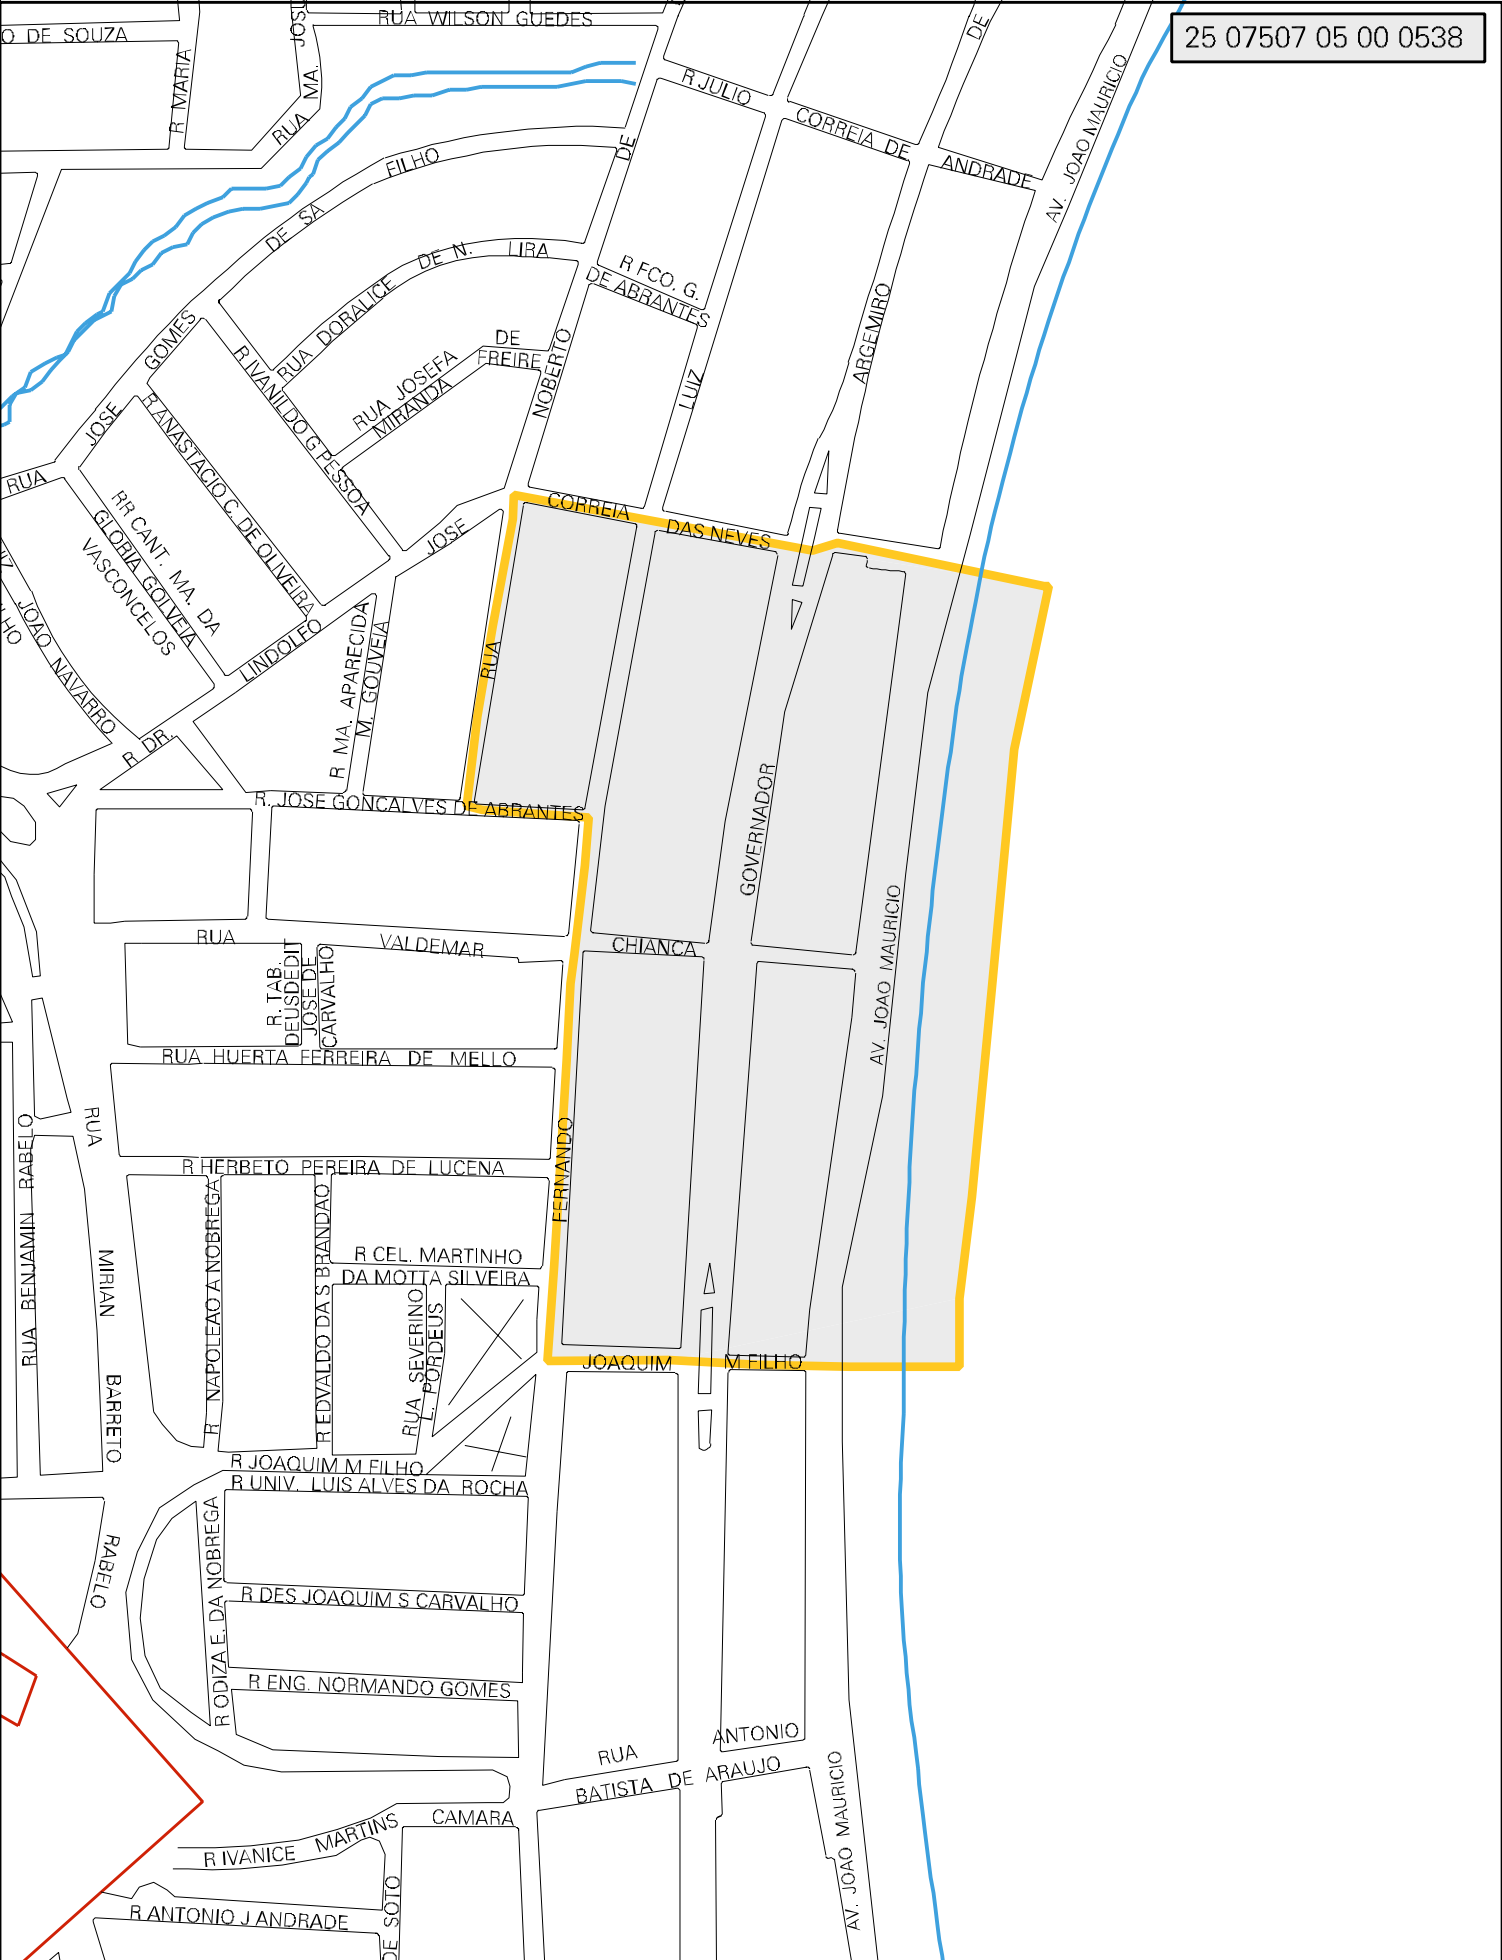 25 07507 05 00 0538
RUA WILSON GUEDES
O DE SOUZA
R MARIA
RUA MA.
DE
R JULIO
CORREIA DE
ANDRADE
AV. JOAO MAURICIO
JOSE GOMES DE SA FILHO
DE
RUA DORALICE DE N. LIRA
R FCO. G.
DE ABRANTES
RUA JOSEFA DE
MIRANDA FREIRE
NOBERTO
LUIZ
ARGEMIRO
R IVANILDO G PESSOA
R ANASTACIO C. DE OLIVEIRA
RUA
RR CANT. MA. DA
GLORIA GOLVEIA
VASCONCELOS
JOAO NAVARRO
LHO
R DR.
LINDOLFO
JOSE
CORREIA
DAS NEVES
R MA. APARECIDA
M. GOUVEIA
RUA
R. JOSE GONCALVES DE ABRANTES
GOVERNADOR
RUA VALDEMAR
CHIANCA
R. TAB.
DEUSDEDIT
JOSE DE
CARVALHO
AV. JOAO MAURICIO
RUA HUERTA FERREIRA DE MELLO
RUA MIRIAN BARRETO RABELO
RUA BENJAMIN RABELO
FERNANDO
R HERBETO PEREIRA DE LUCENA
R NAPOLEAO A NOBREGA
R EDVALDO DA S BRANDAO
R CEL. MARTINHO
DA MOTTA SILVEIRA
RUA SEVERINO
L. PORDEUS
JOAQUIM M FILHO
R JOAQUIM M FILHO
R UNIV. LUIS ALVES DA ROCHA
R ODIZA E. DA NOBREGA
R DES JOAQUIM S CARVALHO
R ENG. NORMANDO GOMES
RUA ANTONIO
BATISTA DE ARAUJO
AV. JOAO MAURICIO
R IVANICE MARTINS CAMARA
R ANTONIO J ANDRADE
DE SOTO